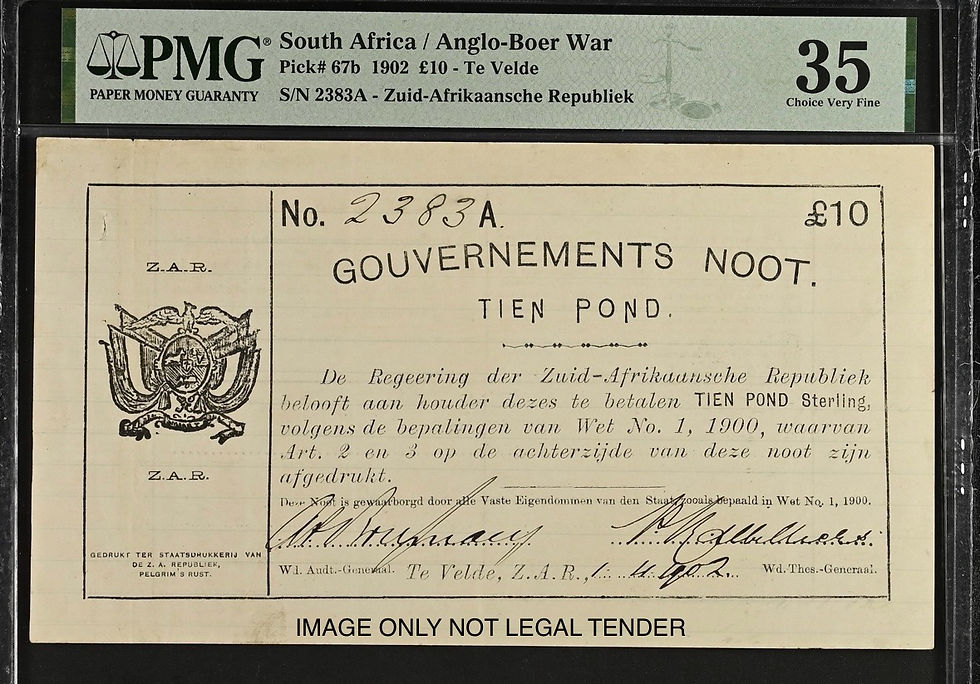 PMG®
PAPER MONEY GUARANTY
South Africa / Anglo-Boer War
Pick# 67b 1902 £10 - Te Velde
S/N 2383A - Zuid-Afrikaansche Republiek
35
Choice Very Fine
No. 2383 A.
£10
GOUVERNEMENTS NOOT.
TIEN POND.
De Regeering der Zuid-Afrikaansche Republiek
belooft aan houder dezes te betalen TIEN POND Sterling,
volgens de bepalingen van Wet No. 1, 1900, waarvan
Art. 2 en 3 op de achterzijde van deze noot zijn
afgedrukt.
Deze Noot is gewaarborgd door alle Vaste Eigendommen van den Staat, zooals bepaald in Wet No. 1, 1900.
Wd. Audt.-Generaal.
Te Velde, Z.A.R., 1. 4. 1902.
Wd. Thes.-Generaal.
Z.A.R.
Z.A.R.
GEDRUKT TER STAATSDRUKKERIJ VAN
DE Z. A. REPUBLIEK,
PELGRIM'S RUST.
IMAGE ONLY NOT LEGAL TENDER